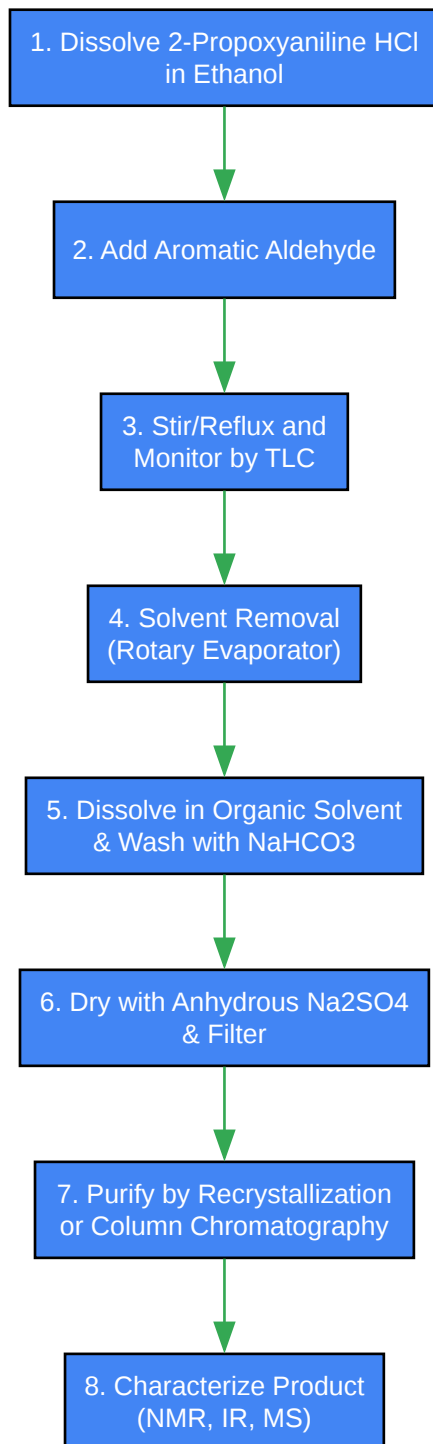 1. Dissolve 2-Propoxyaniline HCl
in Ethanol
2. Add Aromatic Aldehyde
3. Stir/Reflux and
Monitor by TLC
4. Solvent Removal
(Rotary Evaporator)
5. Dissolve in Organic Solvent
& Wash with NaHCO3
6. Dry with Anhydrous Na2SO4
& Filter
7. Purify by Recrystallization
or Column Chromatography
8. Characterize Product
(NMR, IR, MS)